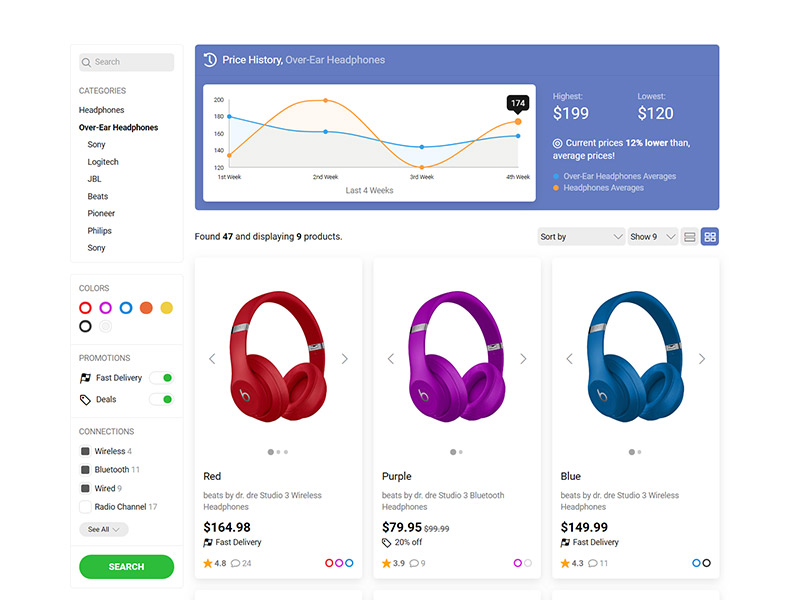 Search
CATEGORIES
Headphones
Over-Ear Headphones
Sony
Logitech
JBL
Beats
Pioneer
Philips
Sony
COLORS
PROMOTIONS
Fast Delivery
Deals
CONNECTIONS
Wireless 4
Bluetooth 11
Wired 9
Radio Channel 17
See All
SEARCH
Price History, Over-Ear Headphones
200
180
160
140
120
174
1st Week
2nd Week
3rd Week
4th Week
Last 4 Weeks
Highest:
$199
Lowest:
$120
Current prices 12% lower than,
average prices!
Over-Ear Headphones Averages
Headphones Averages
Found 47 and displaying 9 products.
Sort by
Show 9
Red
beats by dr. dre Studio 3 Wireless
Headphones
$164.98
Fast Delivery
4.8 24
Purple
beats by dr. dre Studio 3 Bluetooth
Headphones
$79.95 $99.99
20% off
3.9 9
Blue
beats by dr. dre Studio 3 Wireless
Headphones
$149.99
Fast Delivery
4.3 11